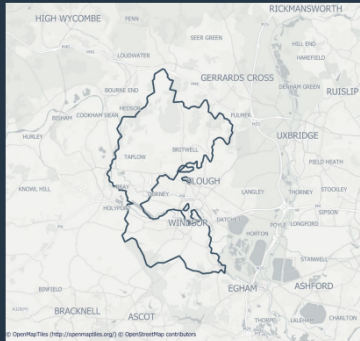 RICKMANSWORTH
HIGH WYCOMBE
PENN
SEER GREEN
HILL END
LOUDWATER
HAREFIELD
GERRARDS CROSS
DENHAM GREEN
BOURNE END
RUISLIP
HEDSOR
BISHAM
COOKHAM DEAN
FULMER
HURLEY
UXBRIDGE
BRITWELL
TAPLOW
FIELD HEATH
KNOWL HILL
BRAY
SLOUGH
LANGLEY
THORNEY
STOCKLEY
DORNEY
HOLYPORT
SIPSON
WINDSOR
DATCHET
POYLE
LONGFORD
HORTON
STANWELL
BINFIELD
EGHAM
ASHFORD
BRACKNELL
ASCOT
THORPE
LALEHAM
CHARLTON
© OpenMapTiles (http://openmaptiles.org/) © OpenStreetMap contributors